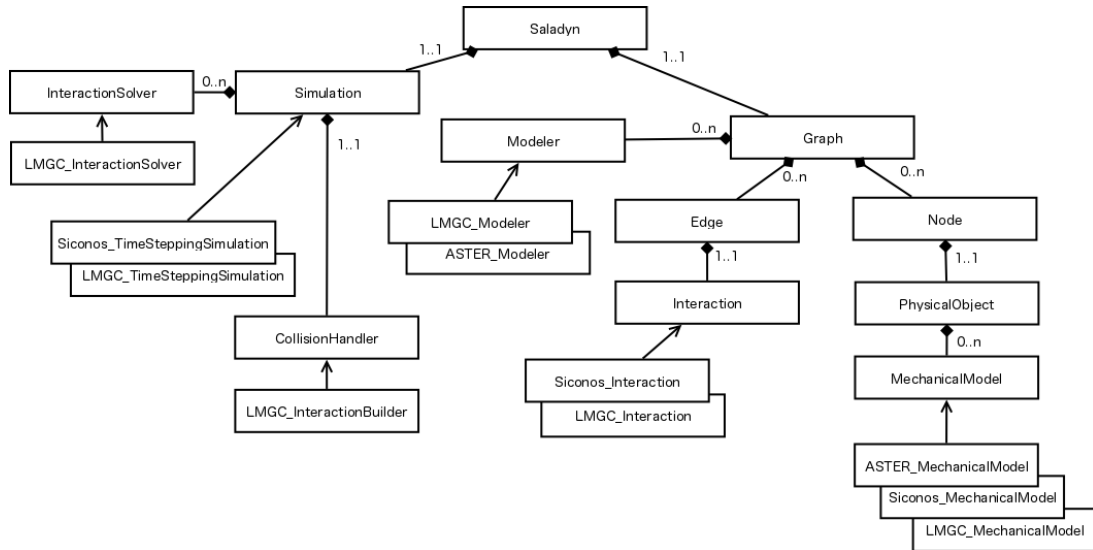 Saladyn
1..1
1..1
InteractionSolver
0..n
Simulation
1..1
Modeler
0..n
Graph
0..n
0..n
LMGC_InteractionSolver
LMGC_Modeler
ASTER_Modeler
Edge
1..1
Node
1..1
Siconos_TimeSteppingSimulation
LMGC_TimeSteppingSimulation
Interaction
PhysicalObject
0..n
CollisionHandler
Siconos_Interaction
LMGC_Interaction
MechanicalModel
LMGC_InteractionBuilder
ASTER_MechanicalModel
Siconos_MechanicalModel
LMGC_MechanicalModel